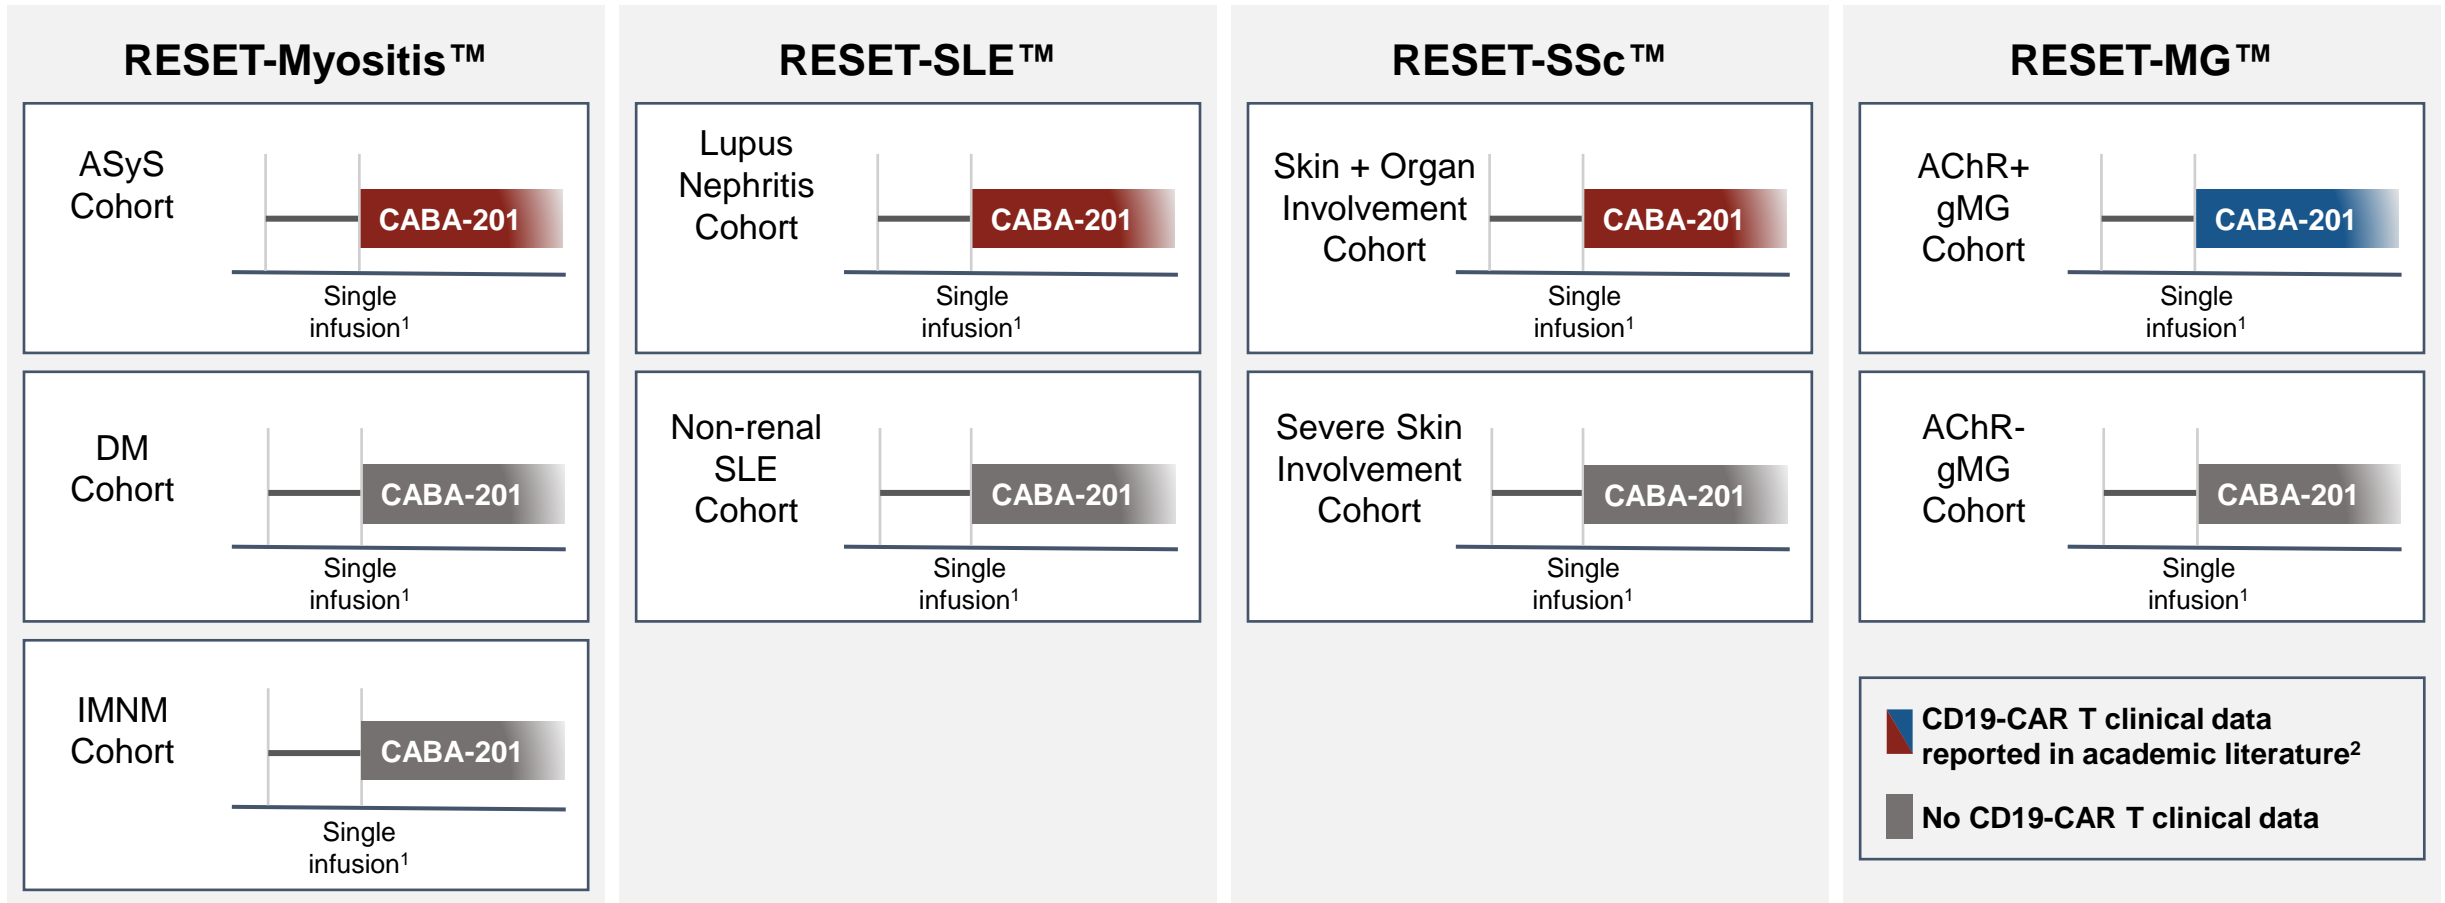 RESET-Myositis™
ASyS
Cohort
CABA-201
Single
infusion¹
DM
Cohort
CABA-201
Single
infusion¹
IMNM
Cohort
CABA-201
Single
infusion¹
RESET-SLE™
Lupus
Nephritis
Cohort
CABA-201
Single
infusion¹
Non-renal
SLE
Cohort
CABA-201
Single
infusion¹
RESET-SSc™
Skin + Organ
Involvement
Cohort
CABA-201
Single
infusion¹
Severe Skin
Involvement
Cohort
CABA-201
Single
infusion¹
RESET-MG™
AChR+
gMG
Cohort
CABA-201
Single
infusion¹
AChR-
gMG
Cohort
CABA-201
Single
infusion¹
CD19-CAR T clinical data
reported in academic literature²
No CD19-CAR T clinical data